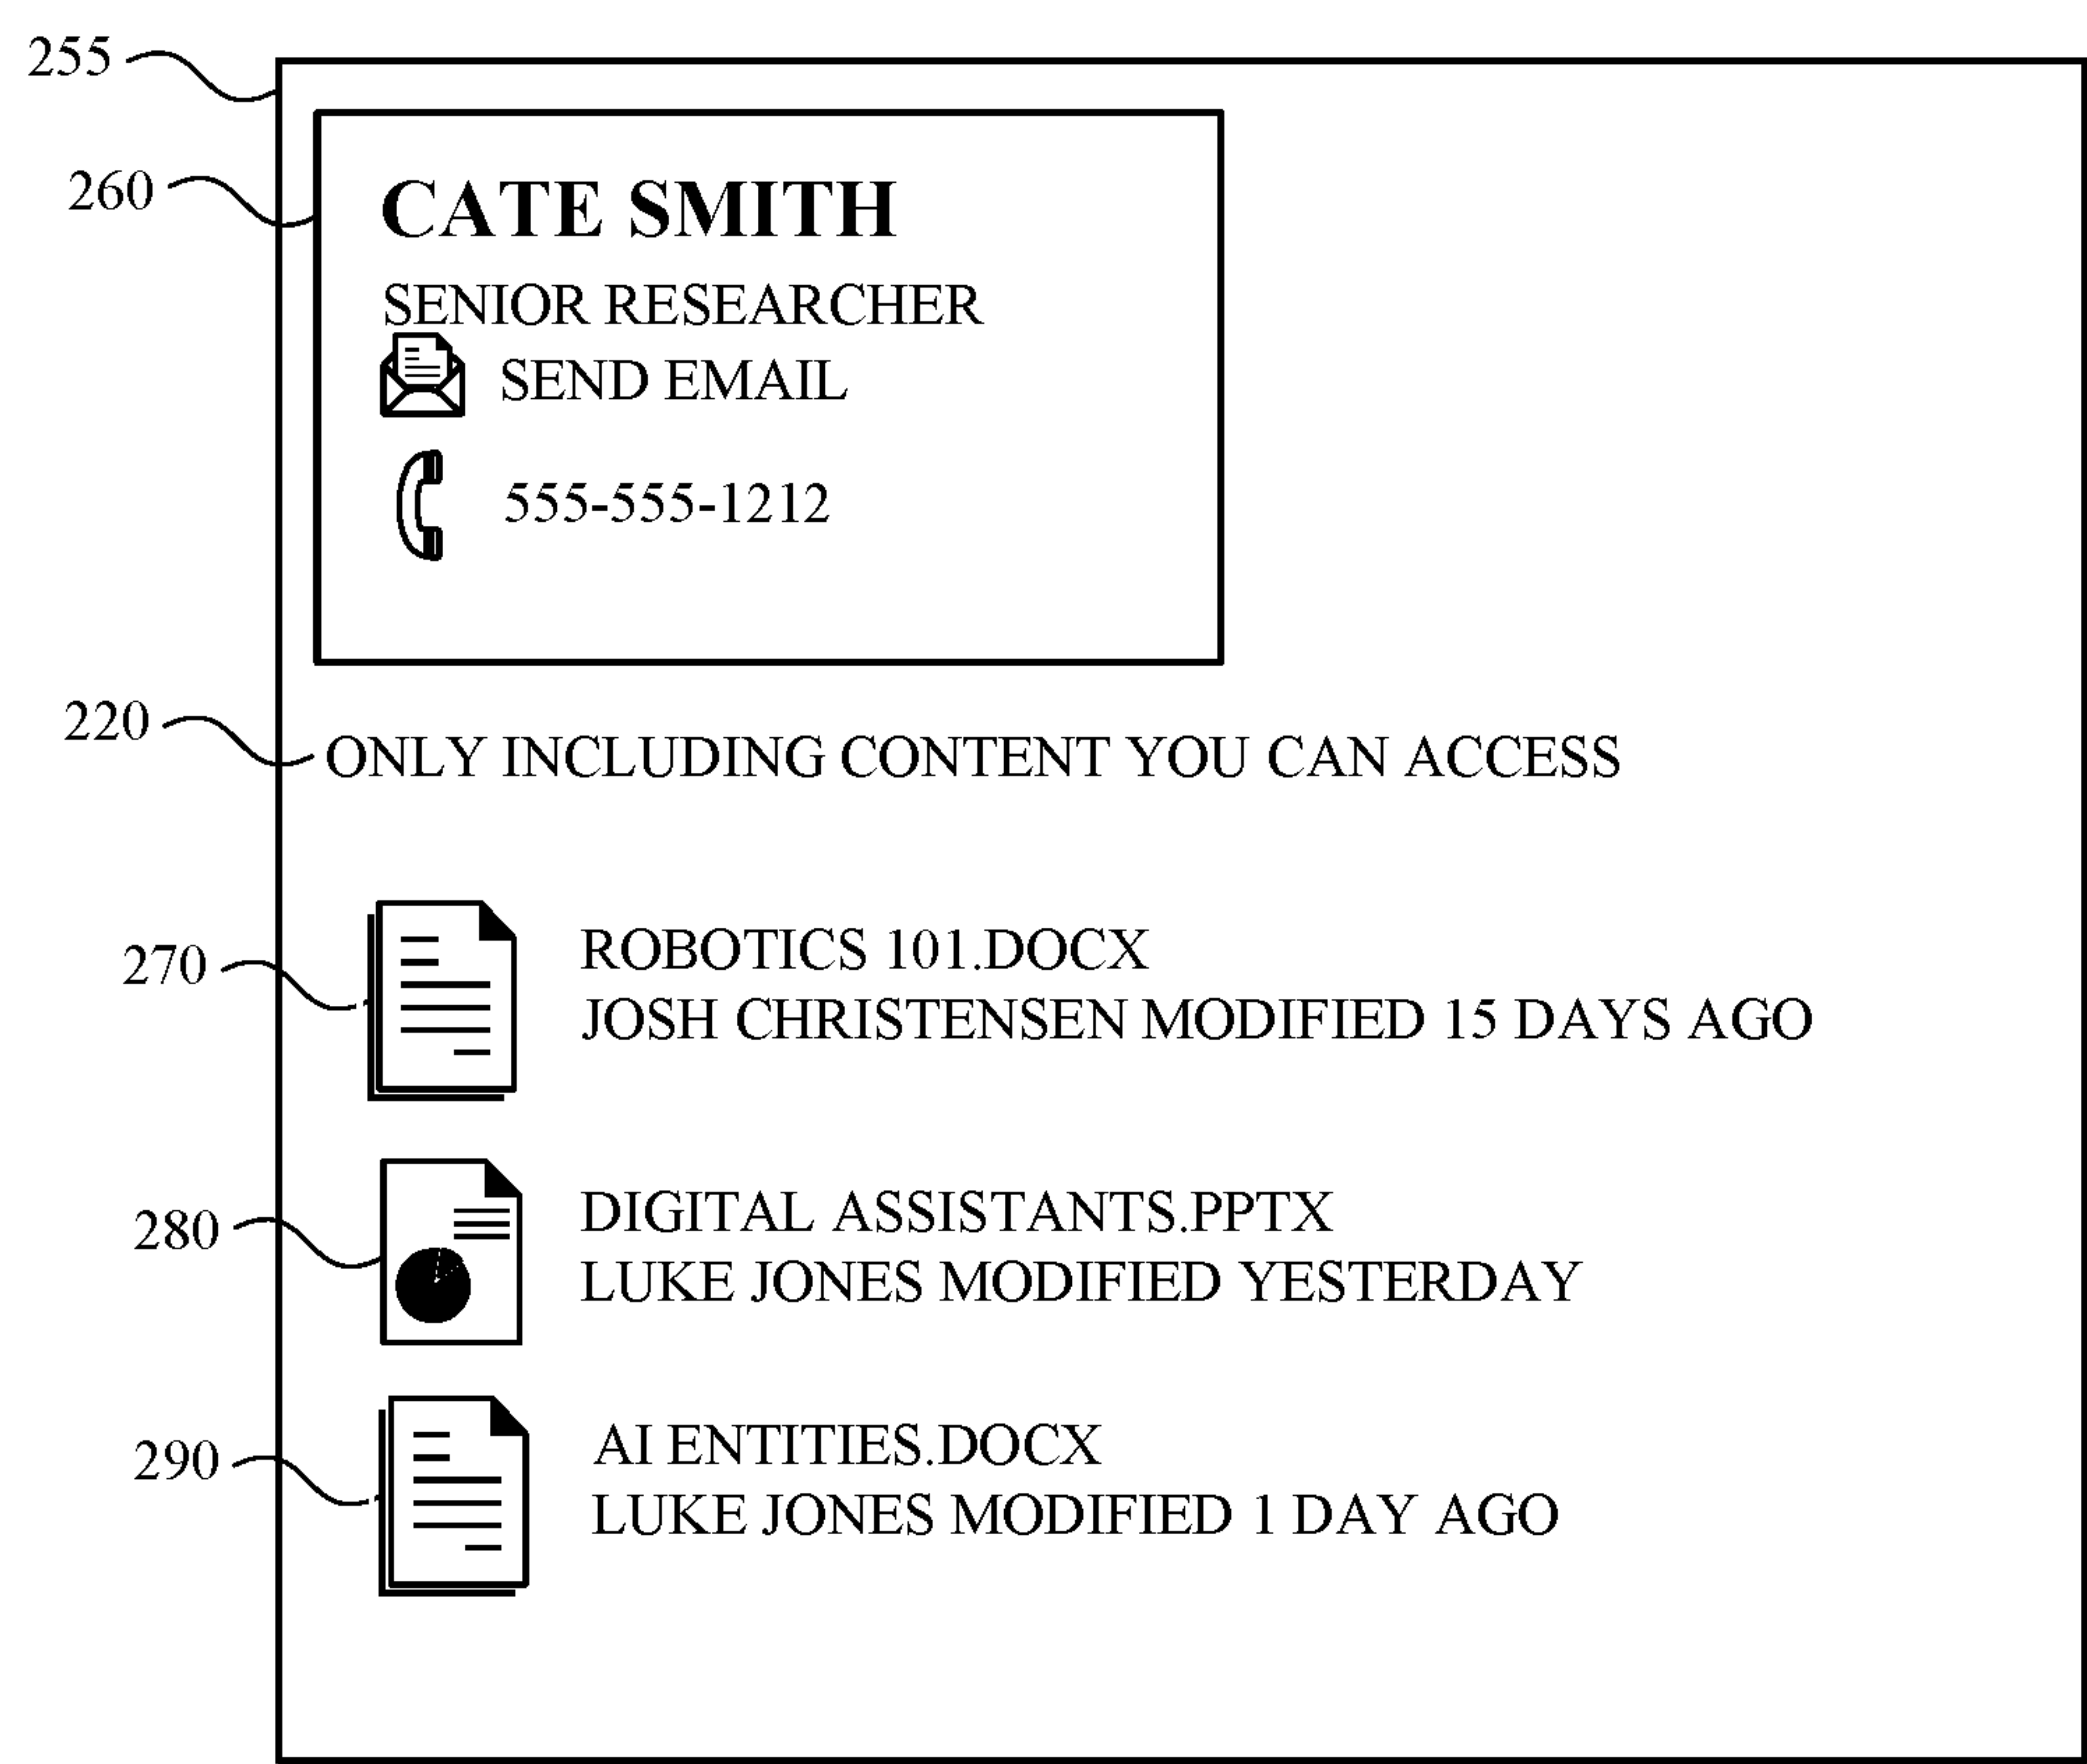 255
260
CATE SMITH
SENIOR RESEARCHER
SEND EMAIL
555-555-1212
220
ONLY INCLUDING CONTENT YOU CAN ACCESS
270
ROBOTICS 101.DOCX
JOSH CHRISTENSEN MODIFIED 15 DAYS AGO
280
DIGITAL ASSISTANTS.PPTX
LUKE JONES MODIFIED YESTERDAY
290
AI ENTITIES.DOCX
LUKE JONES MODIFIED 1 DAY AGO